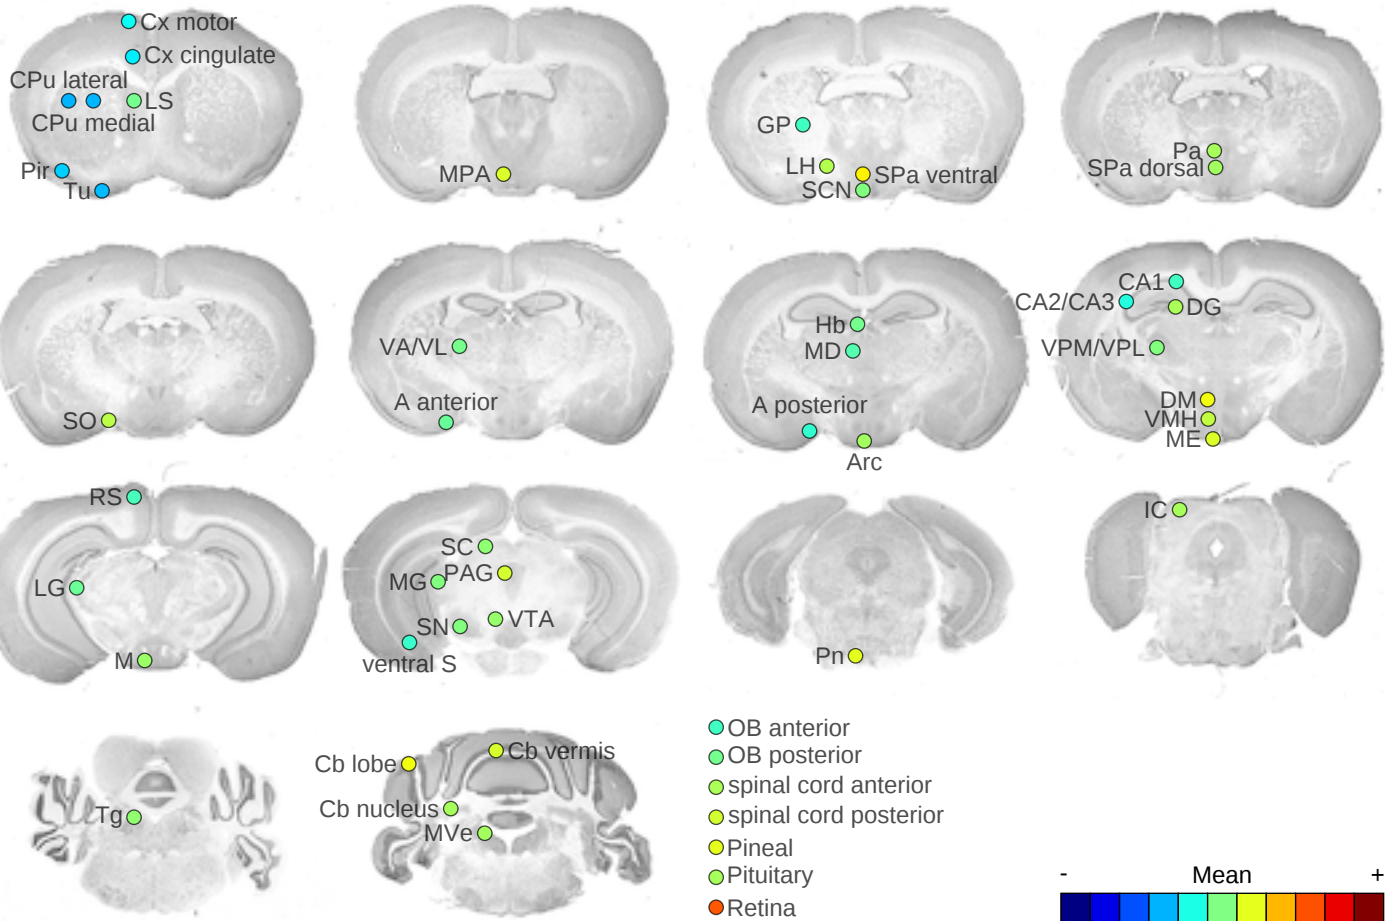 Cx motor
Cx cingulate
CPu lateral
LS
CPu medial
Pir
Tu
MPA
GP
LH
SPa ventral
SCN
Pa
SPa dorsal
SO
VA/VL
A anterior
Hb
MD
A posterior
Arc
CA1
CA2/CA3
DG
VPM/VPL
DM
VMH
ME
RS
LG
M
SC
PAG
MG
VTA
SN
ventral S
Pn
IC
Tg
Cb lobe
Cb vermis
Cb nucleus
MVe
OB anterior
OB posterior
spinal cord anterior
spinal cord posterior
Pineal
Pituitary
Retina
- Mean +